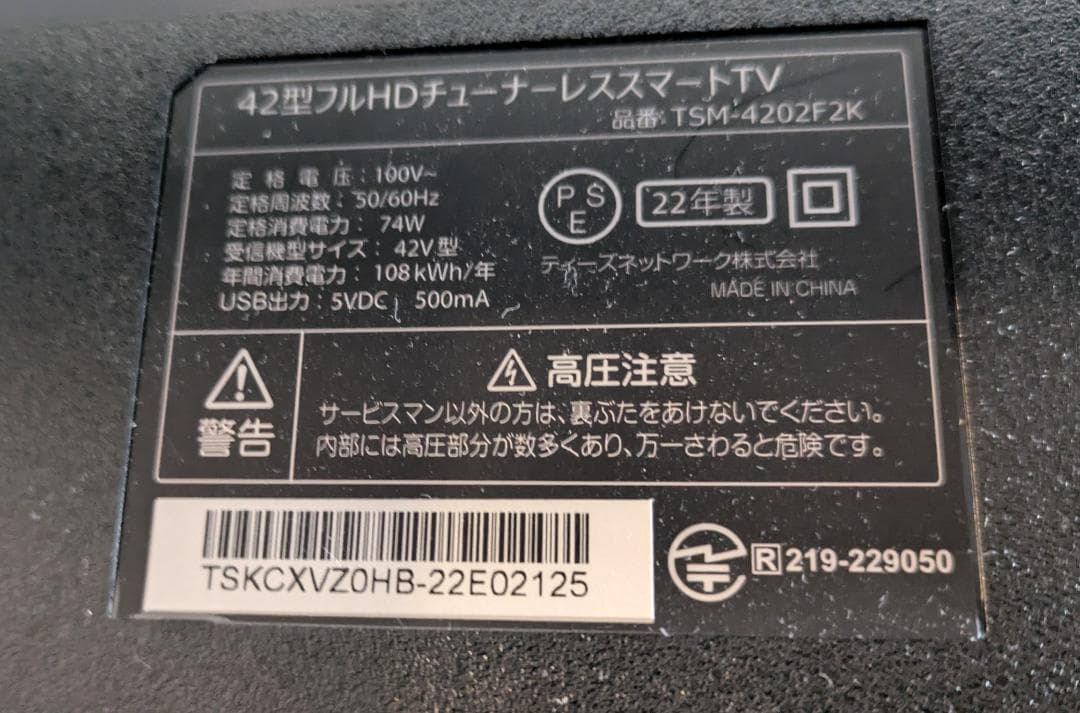 42型フルHDチューナーレススマートTV
品番: TSM-4202F2K
定格電圧: 100V~
定格周波数: 50/60Hz
定格消費電力: 74W
受信機型サイズ: 42V型
年間消費電力: 108kWh/年
USB出力: 5VDC 500mA
PSE
22年製
ティーズネットワーク株式会社
MADE IN CHINA
警告
高圧注意
サービスマン以外の方は、裏ぶたをあけないでください。
内部には高圧部分が数多くあり、万一さわると危険です。
TSKCXVZ0HB-22E02125
R 219-229050